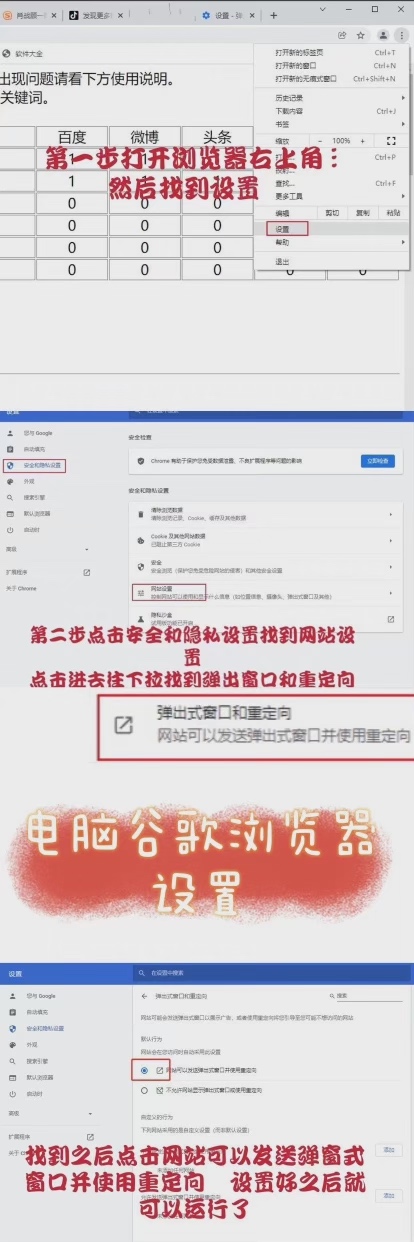 肖战顾一
发现更多
设置 - 弹
软件大全
打开新的标签页 Ctrl+T
打开新的窗口 Ctrl+N
打开新的无痕式窗口 Ctrl+Shift+N
出现问题请看下方使用说明。
关键词。
历史记录
下载内容 Ctrl+J
书签
缩放 - 100% +
Ctrl+P
投射...
查找... Ctrl+F
更多工具
编辑 剪切 复制 粘贴
设置
帮助
退出
百度 微博 头条
1 1
0 0 0
0 0 0
0 0 0
0 0 0
第一步打开浏览器右上角：
然后找到设置
设置
您与 Google
自动填充
安全和隐私设置
外观
搜索引擎
默认浏览器
启动时
高级
扩展程序
关于 Chrome
安全检查
Chrome 有助于保护您免受数据泄露、不良扩展程序等问题的影响
立即检查
安全和隐私设置
清除浏览数据
清除浏览记录、Cookie、缓存及其他数据
Cookie 及其他网站数据
已阻止第三方 Cookie
安全
安全浏览（保护您免受危险网站的侵害）和其他安全设置
网站设置
控制网站可以使用和显示什么信息（如位置信息、摄像头、弹出式窗口及其他）
隐私沙盒
试用版功能已开启
第二步点击安全和隐私设置找到网站设
置
点击进去往下拉找到弹出窗口和重定向
弹出式窗口和重定向
网站可以发送弹出式窗口并使用重定向
电脑谷歌浏览器
设置
设置
在设置中搜索
您与 Google
自动填充
安全和隐私设置
外观
搜索引擎
默认浏览器
启动时
高级
扩展程序
弹出式窗口和重定向
搜索
网站可能会发送弹出式窗口以展示广告，或者使用重定向将您引导至您可能不想访问的网站
默认行为
网站会在您访问时自动采用此设置
网站可以发送弹出式窗口并使用重定向
不允许网站显示弹出式窗口或使用重定向
自定义的行为
下列网站采用的是自定义设置（而非默认设置）
添加
添加
找到之后点击网站可以发送弹窗式
窗口并使用重定向 设置好之后就
可以运行了